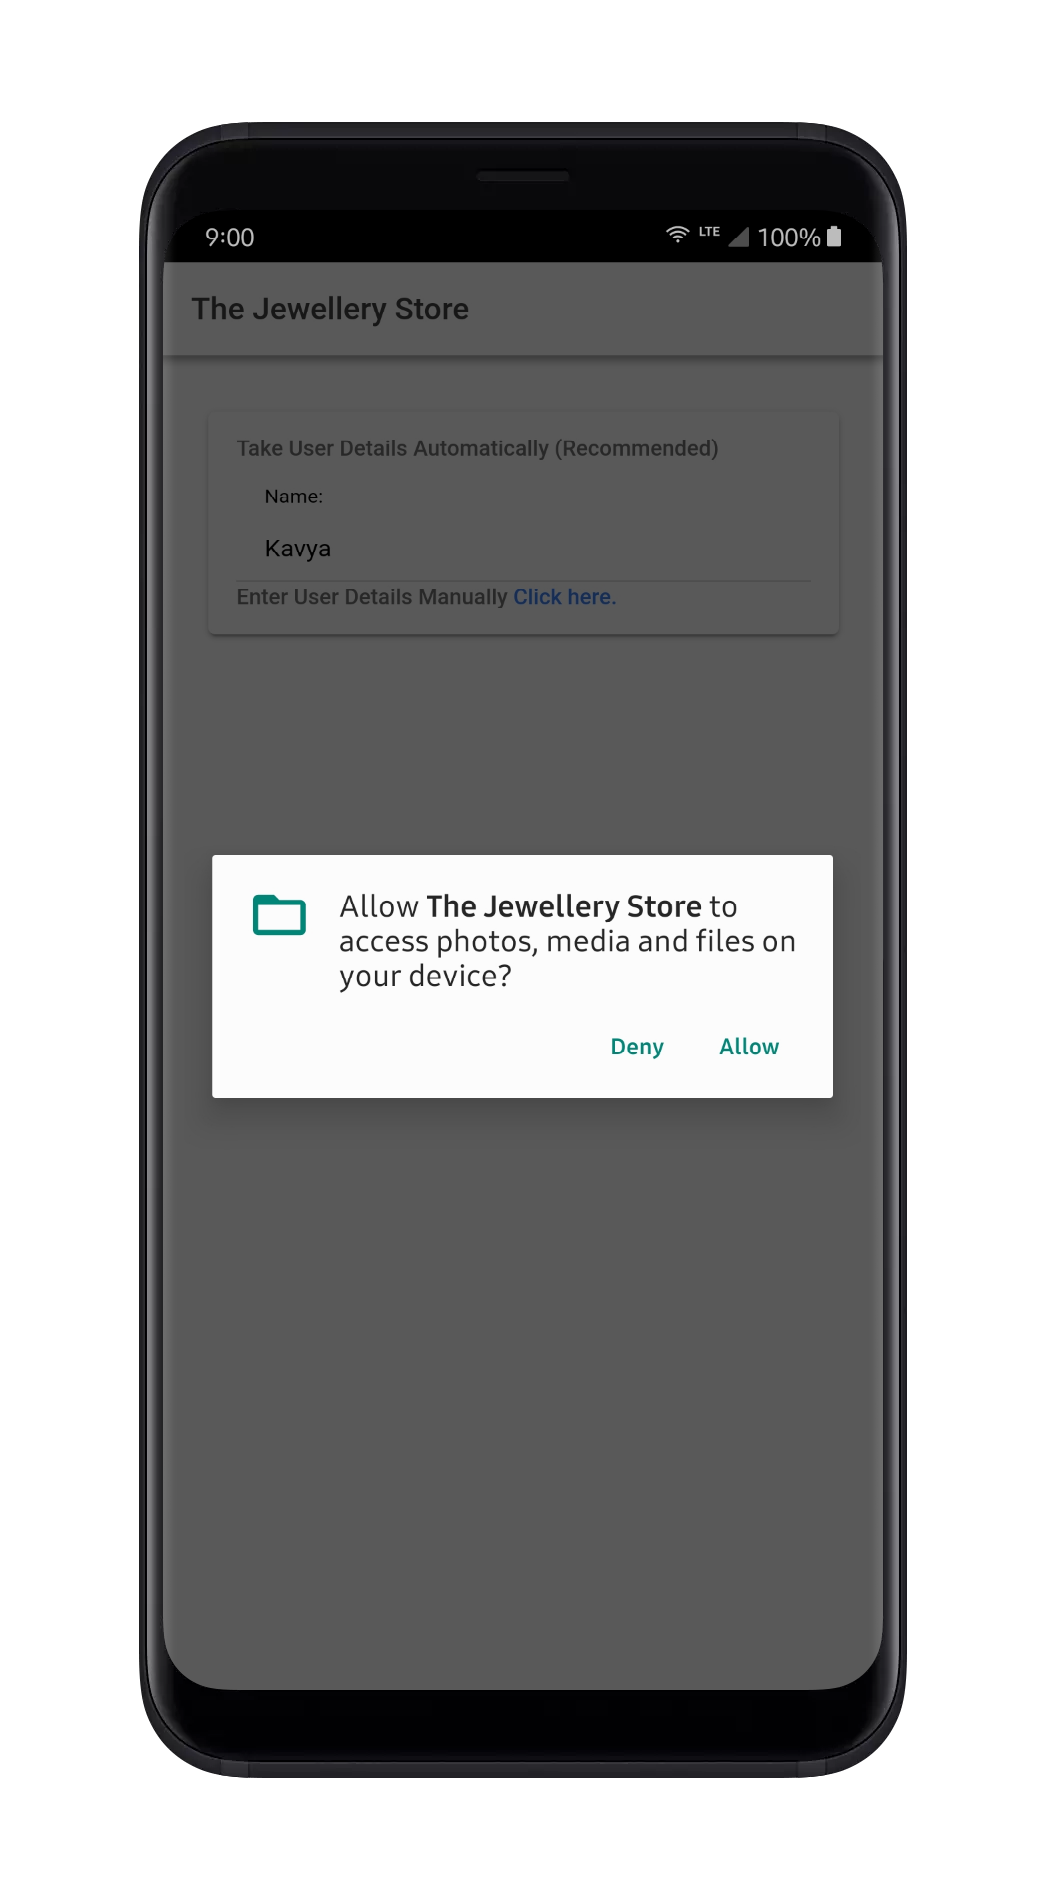 9:00 LTE 100%
The Jewellery Store
Take User Details Automatically (Recommended)
Name:
Kavya
Enter User Details Manually Click here.
Allow The Jewellery Store to
access photos, media and files on
your device?
Deny Allow